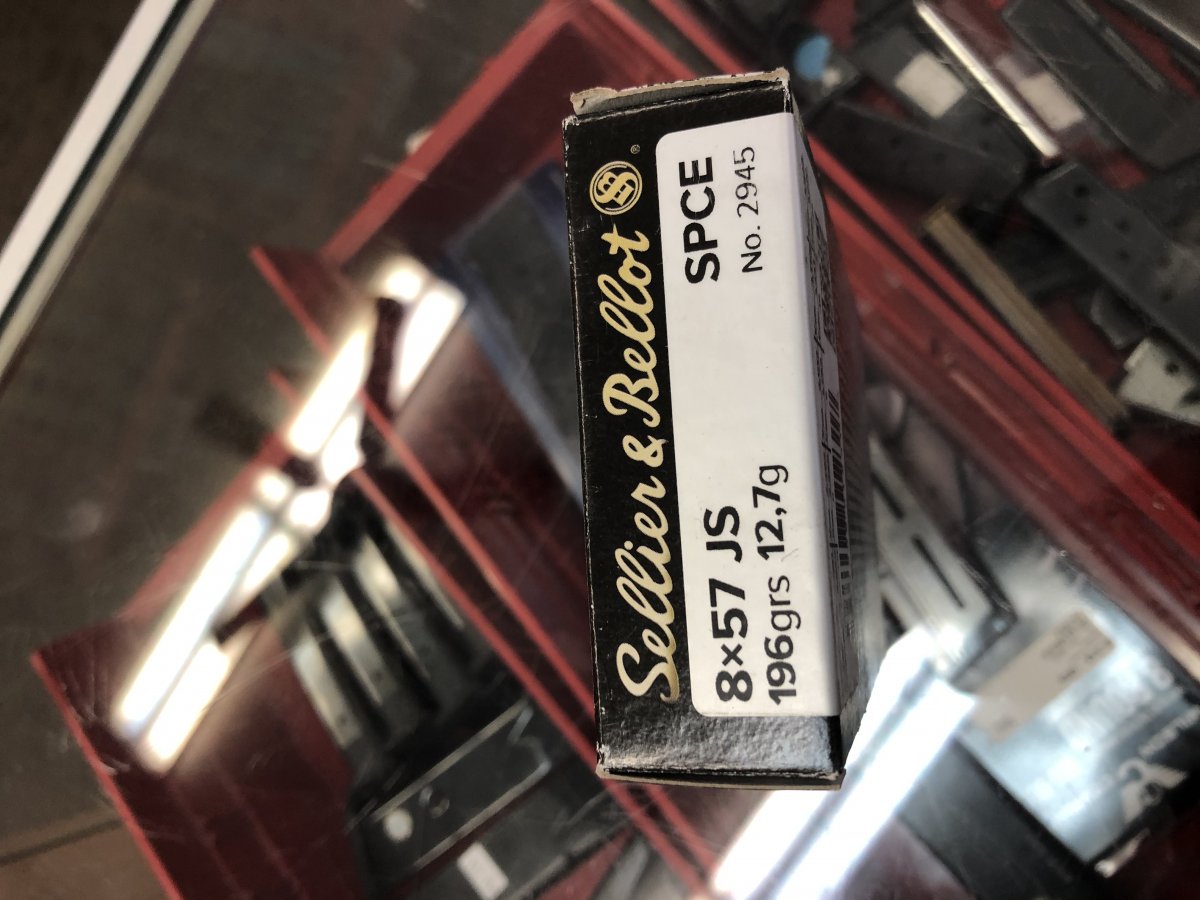 Sellier & Bellot
8×57 JS SPCE
196grs 12,7g No. 2945